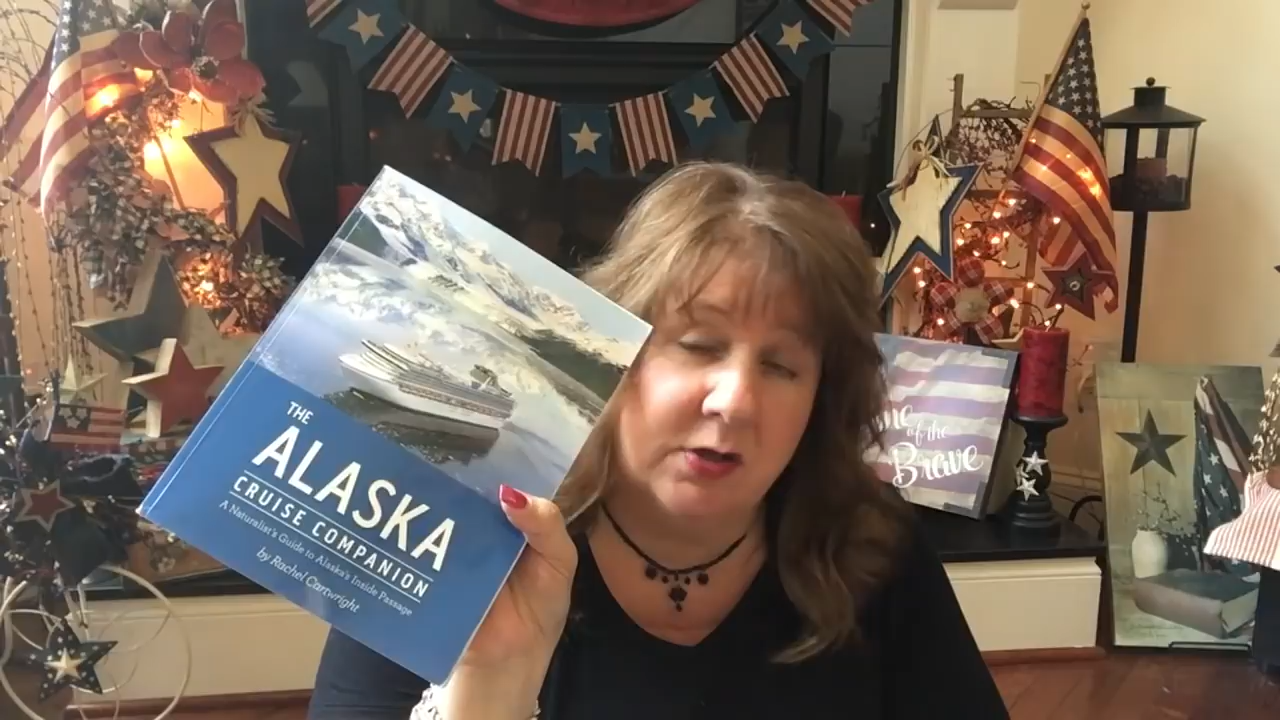 THE
ALASKA
CRUISE COMPANION
A Naturalist's Guide to Alaska's Inside Passage
by Rachel Cartwright
of the
Brave